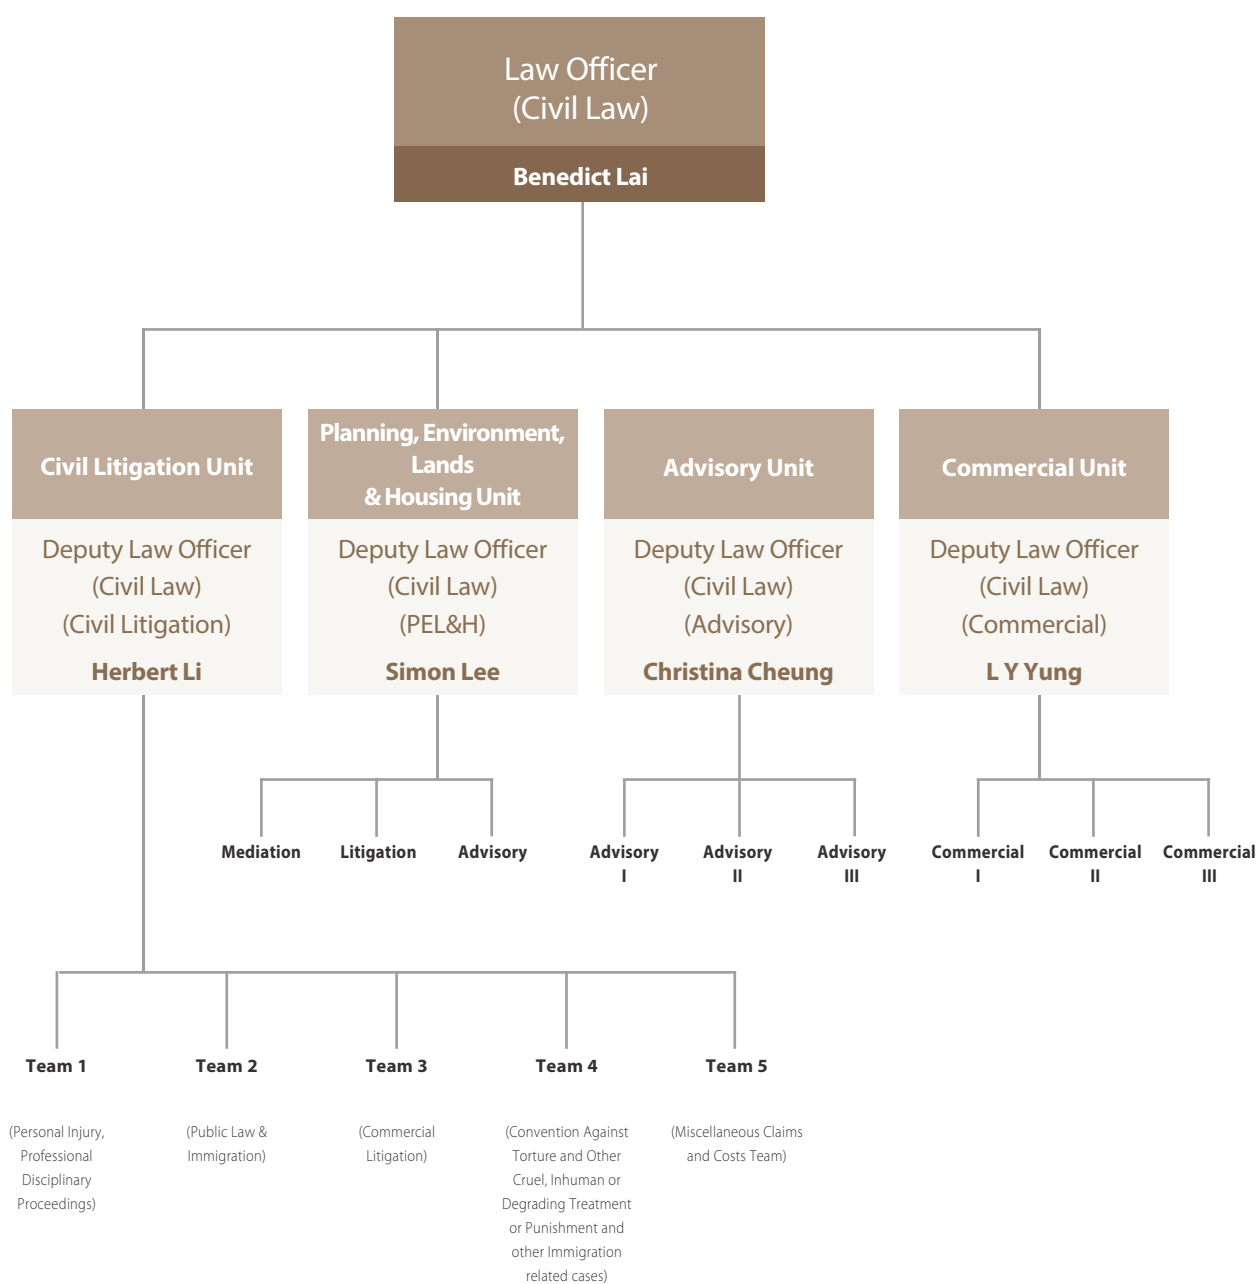 Law Officer
(Civil Law)
Benedict Lai
Civil Litigation Unit
Deputy Law Officer
(Civil Law)
(Civil Litigation)
Herbert Li
Planning, Environment,
Lands
& Housing Unit
Deputy Law Officer
(Civil Law)
(PEL&H)
Simon Lee
Advisory Unit
Deputy Law Officer
(Civil Law)
(Advisory)
Christina Cheung
Commercial Unit
Deputy Law Officer
(Civil Law)
(Commercial)
L Y Yung
Mediation
Litigation
Advisory
Advisory
I
Advisory
II
Advisory
III
Commercial
I
Commercial
II
Commercial
III
Team 1
(Personal Injury,
Professional
Disciplinary
Proceedings)
Team 2
(Public Law &
Immigration)
Team 3
(Commercial
Litigation)
Team 4
(Convention Against
Torture and Other
Cruel, Inhuman or
Degrading Treatment
or Punishment and
other Immigration
related cases)
Team 5
(Miscellaneous Claims
and Costs Team)